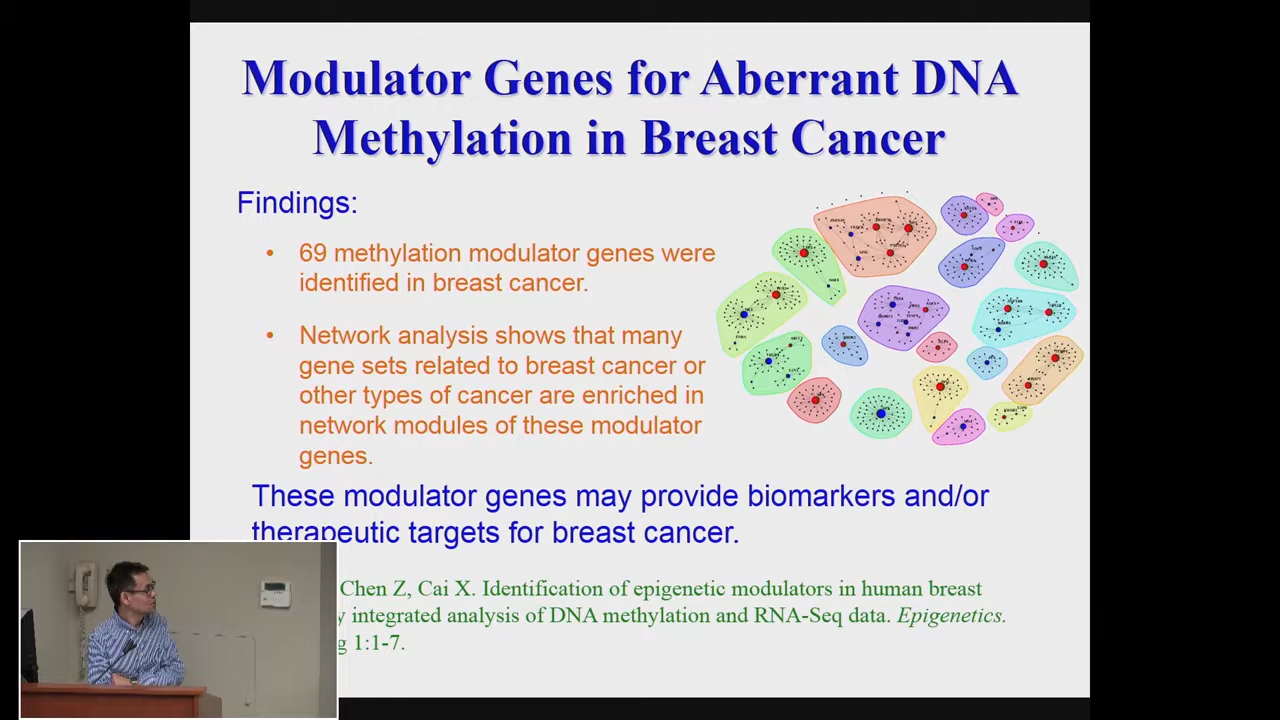 Modulator Genes for Aberrant DNA
Methylation in Breast Cancer
Findings:
• 69 methylation modulator genes were
identified in breast cancer.
• Network analysis shows that many
gene sets related to breast cancer or
other types of cancer are enriched in
network modules of these modulator
genes.
These modulator genes may provide biomarkers and/or
therapeutic targets for breast cancer.
Chen Z, Cai X. Identification of epigenetic modulators in human breast
integrated analysis of DNA methylation and RNA-Seq data. Epigenetics.
1:1-7.